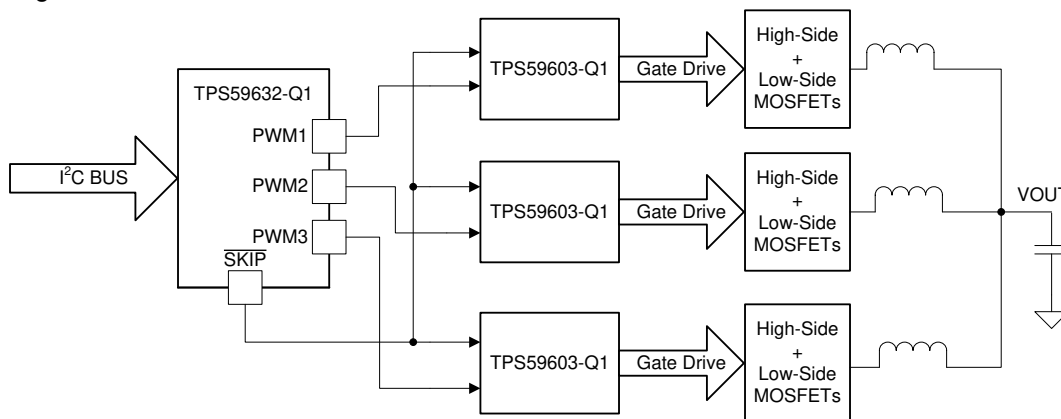 TPS59632-Q1
PWM1
PWM2
PWM3
SKIP
I²C BUS
TPS59603-Q1
Gate Drive
High-Side
+
Low-Side
MOSFETs
TPS59603-Q1
Gate Drive
High-Side
+
Low-Side
MOSFETs
TPS59603-Q1
Gate Drive
High-Side
+
Low-Side
MOSFETs
VOUT